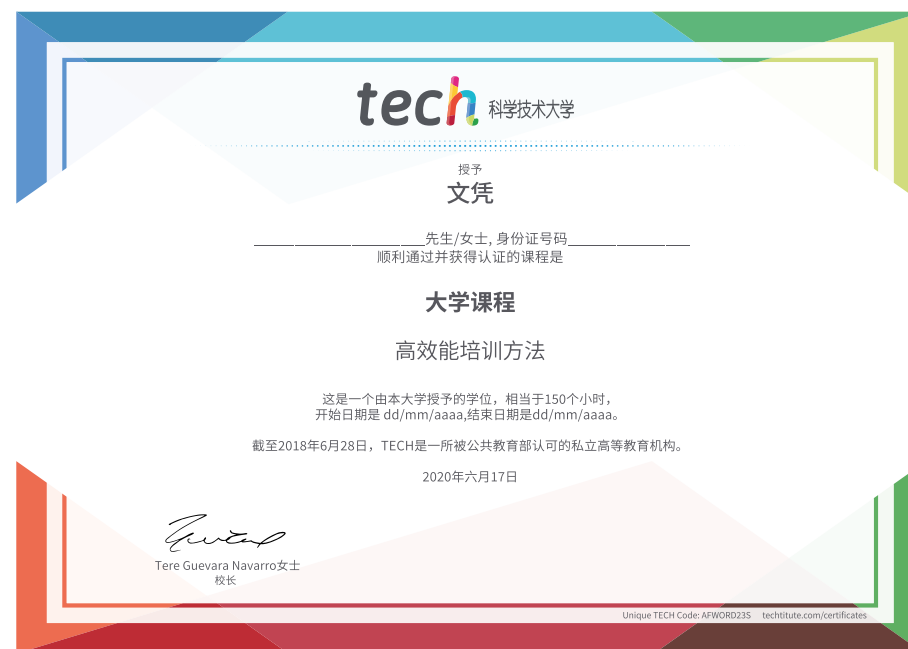 tech 科学技术大学
授予
文凭
________________________先生/女士, 身份证号码_________________
顺利通过并获得认证的课程是
大学课程
高效能培训方法
这是一个由本大学授予的学位，相当于150个小时，
开始日期是 dd/mm/aaaa,结束日期是dd/mm/aaaa。
截至2018年6月28日，TECH是一所被公共教育部认可的私立高等教育机构。
2020年六月17日
Tere Guevara Navarro女士
校长
Unique TECH Code: AFWORD23S techtitute.com/certificates